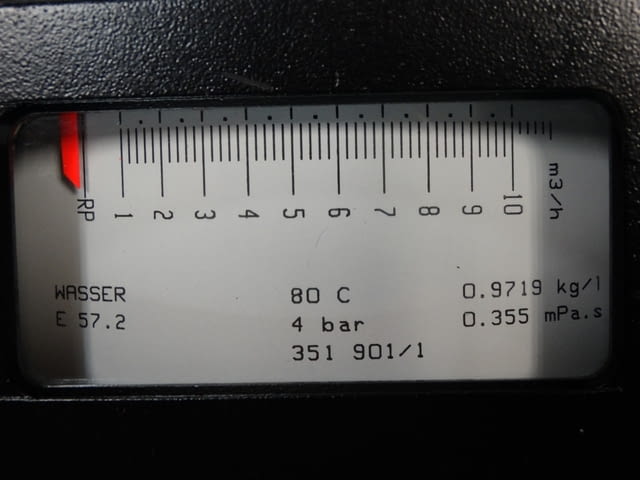 RP 1 2 3 4 5 6 7 8 9 10 m3/h
WASSER 80 C 0.9719 kg/l
E 57.2 4 bar 0.355 mPa.s
351 901/1